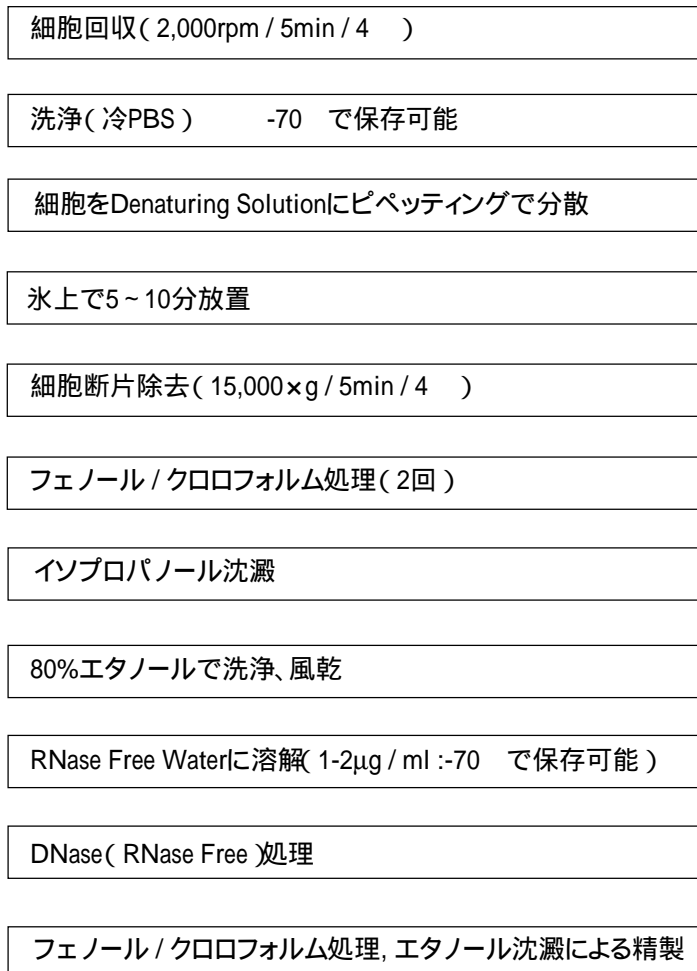 細胞回収( 2,000rpm / 5min / 4　)
洗浄( 冷PBS )　-70　で保存可能
細胞をDenaturing Solutionにピペッティングで分散
氷上で5 ~ 10分放置
細胞断片除去( 15,000×g / 5min / 4　)
フェノール / クロロフォルム処理( 2回 )
イソプロパノール沈澱
80%エタノールで洗浄、風乾
RNase Free Waterに溶解( 1-2μg / ml :-70　で保存可能 )
DNase( RNase Free )処理
フェノール / クロロフォルム処理, エタノール沈澱による精製